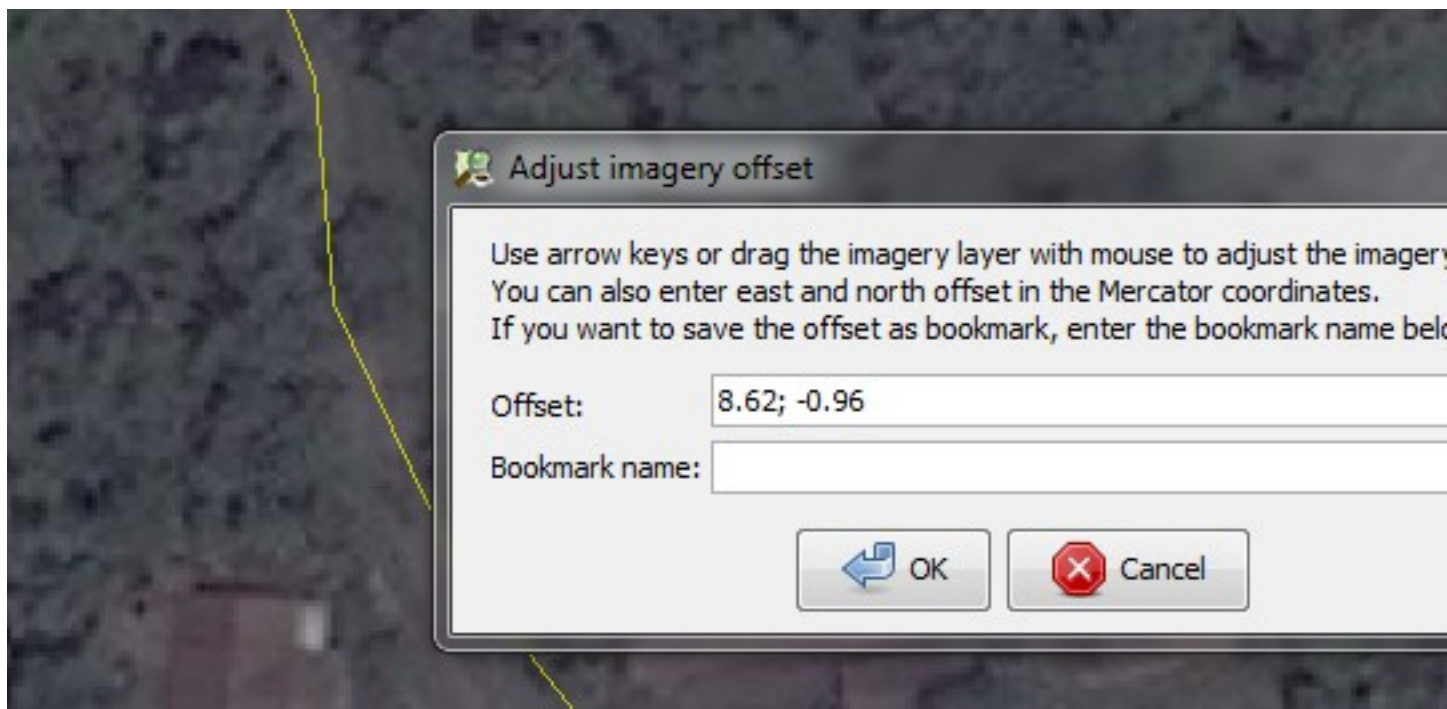 Adjust imagery offset
Use arrow keys or drag the imagery layer with mouse to adjust the imagery
You can also enter east and north offset in the Mercator coordinates.
If you want to save the offset as bookmark, enter the bookmark name
Offset: 8.62; -0.96
Bookmark name:
OK Cancel